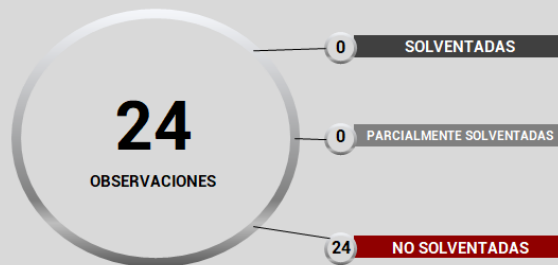 24
OBSERVACIONES
0 SOLVENTADAS
0 PARCIALMENTE SOLVENTADAS
24 NO SOLVENTADAS